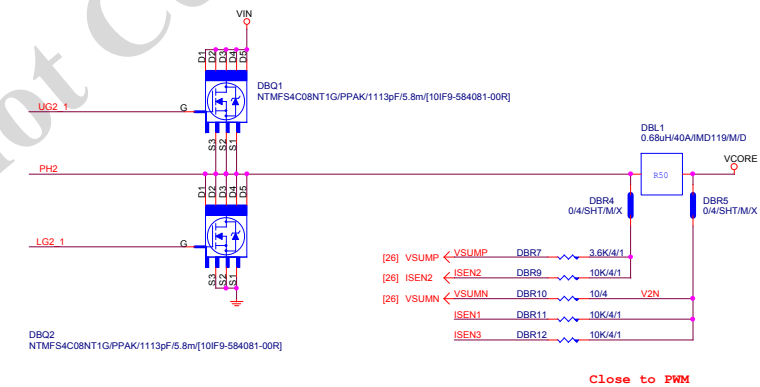 ot Co
VIN
D1 D2 D3 D4 D5
DBQ1
NTMFS4C08NT1G/PPAK/1113pF/5.8m/[10IF9-584081-00R]
UG2_1
G
S3 S2 S1
DBL1
0.68uH/40A/IMD119/M/D
PH2
VCORE
R50
D1 D2 D3 D4 D5
DBR4
0/4/SHT/M/X
DBR5
0/4/SHT/M/X
LG2_1
G
[26] VSUMP VSUMP DBR7 3.6K/4/1
S3 S2 S1
[26] ISEN2 ISEN2 DBR9 10K/4/1
[26] VSUMN VSUMN DBR10 10/4 V2N
ISEN1 DBR11 10K/4/1
ISEN3 DBR12 10K/4/1
DBQ2
NTMFS4C08NT1G/PPAK/1113pF/5.8m/[10IF9-584081-00R]
Close to PWM